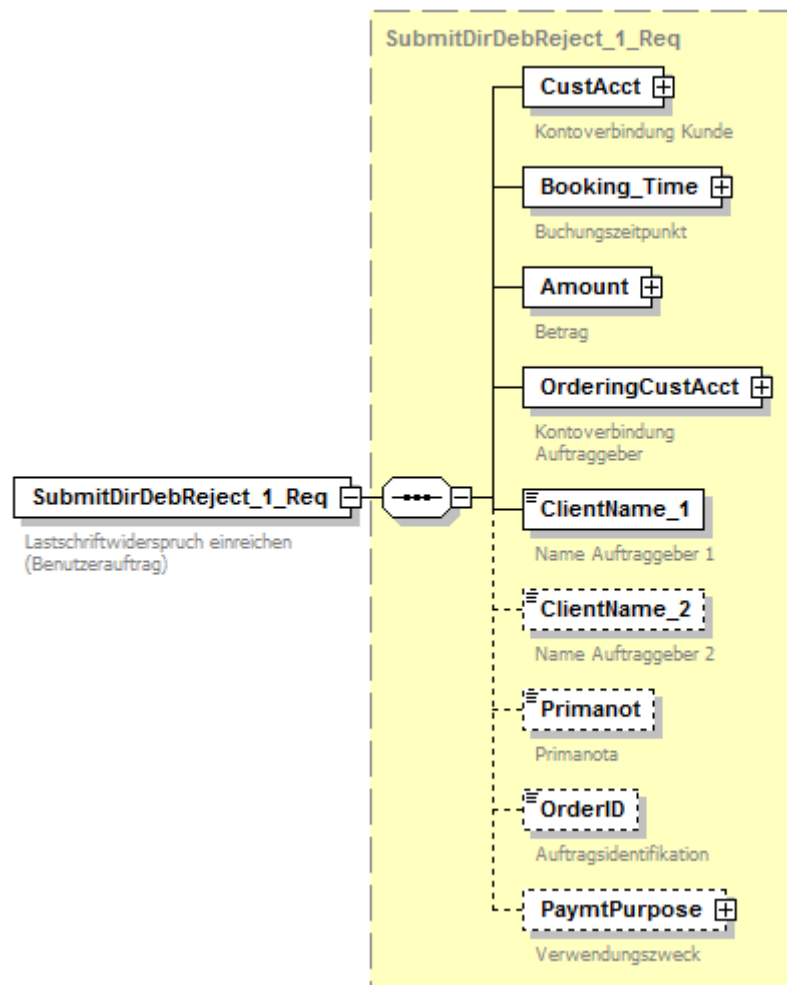 SubmitDirDebReject_1_Req
CustAcct
Kontoverbindung Kunde
Booking_Time
Buchungszeitpunkt
Amount
Betrag
OrderingCustAcct
Kontoverbindung
Auftraggeber
SubmitDirDebReject_1_Req
Lastschriftwiderspruch einreichen
(Benutzerauftrag)
ClientName_1
Name Auftraggeber 1
ClientName_2
Name Auftraggeber 2
Primanot
Primanota
OrderID
Auftragsidentifikation
PaymtPurpose
Verwendungszweck